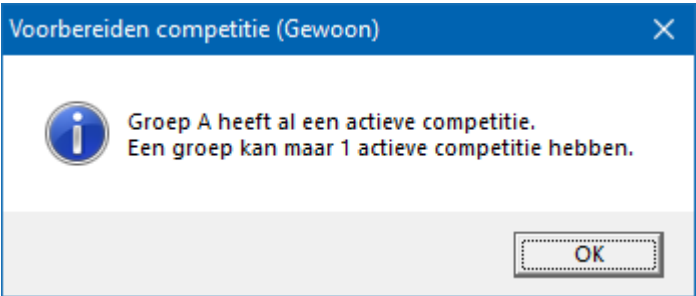 Voorbereiden competitie (Gewoon)
Groep A heeft al een actieve competitie.
Een groep kan maar 1 actieve competitie hebben.
OK